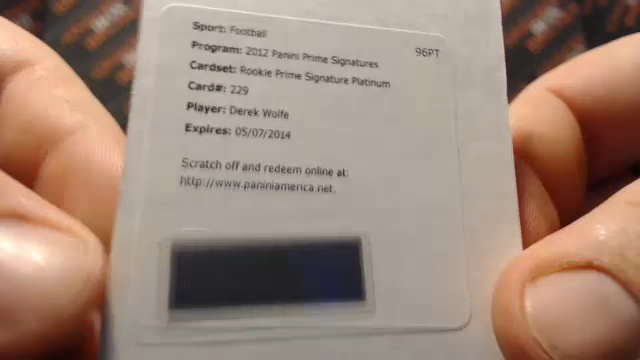 Sport: Football
96PT
Program: 2012 Panini Prime Signatures
Cardset: Rookie Prime Signature Platinum
Card#: 229
Player: Derek Wolfe
Expires: 05/07/2014
Scratch off and redeem online at:
http://www.paniniamerica.net.